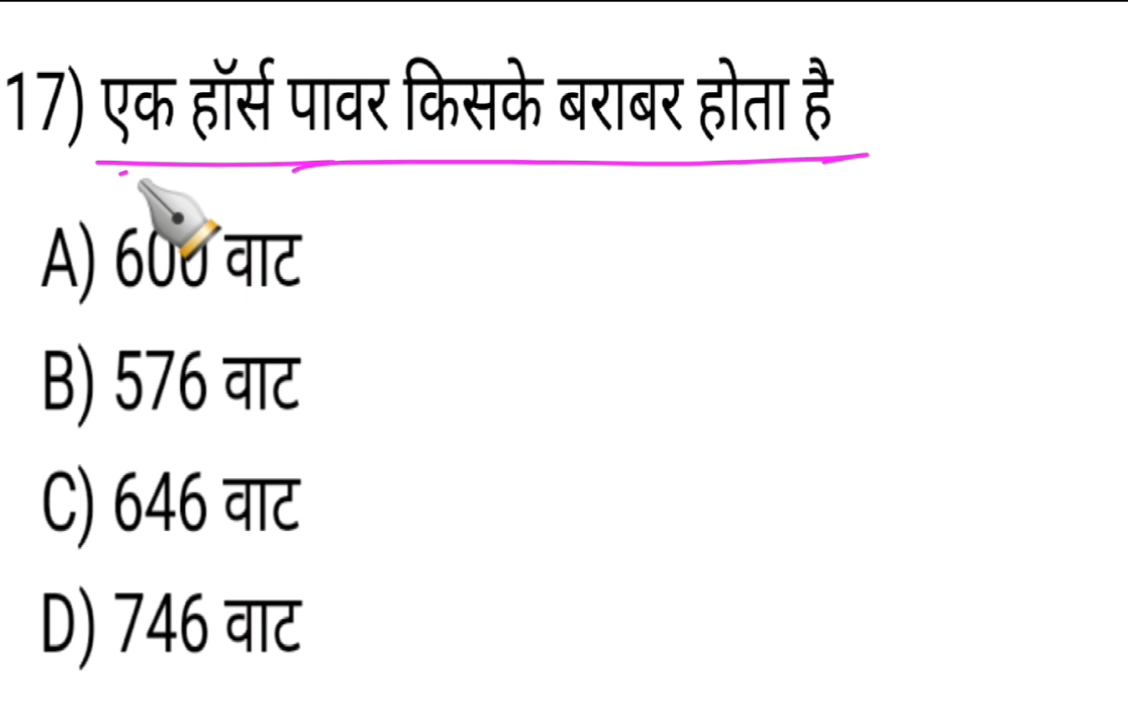 17) एक हॉर्स पावर किसके बराबर होता है
A) 600 वाट
B) 576 वाट
C) 646 वाट
D) 746 वाट